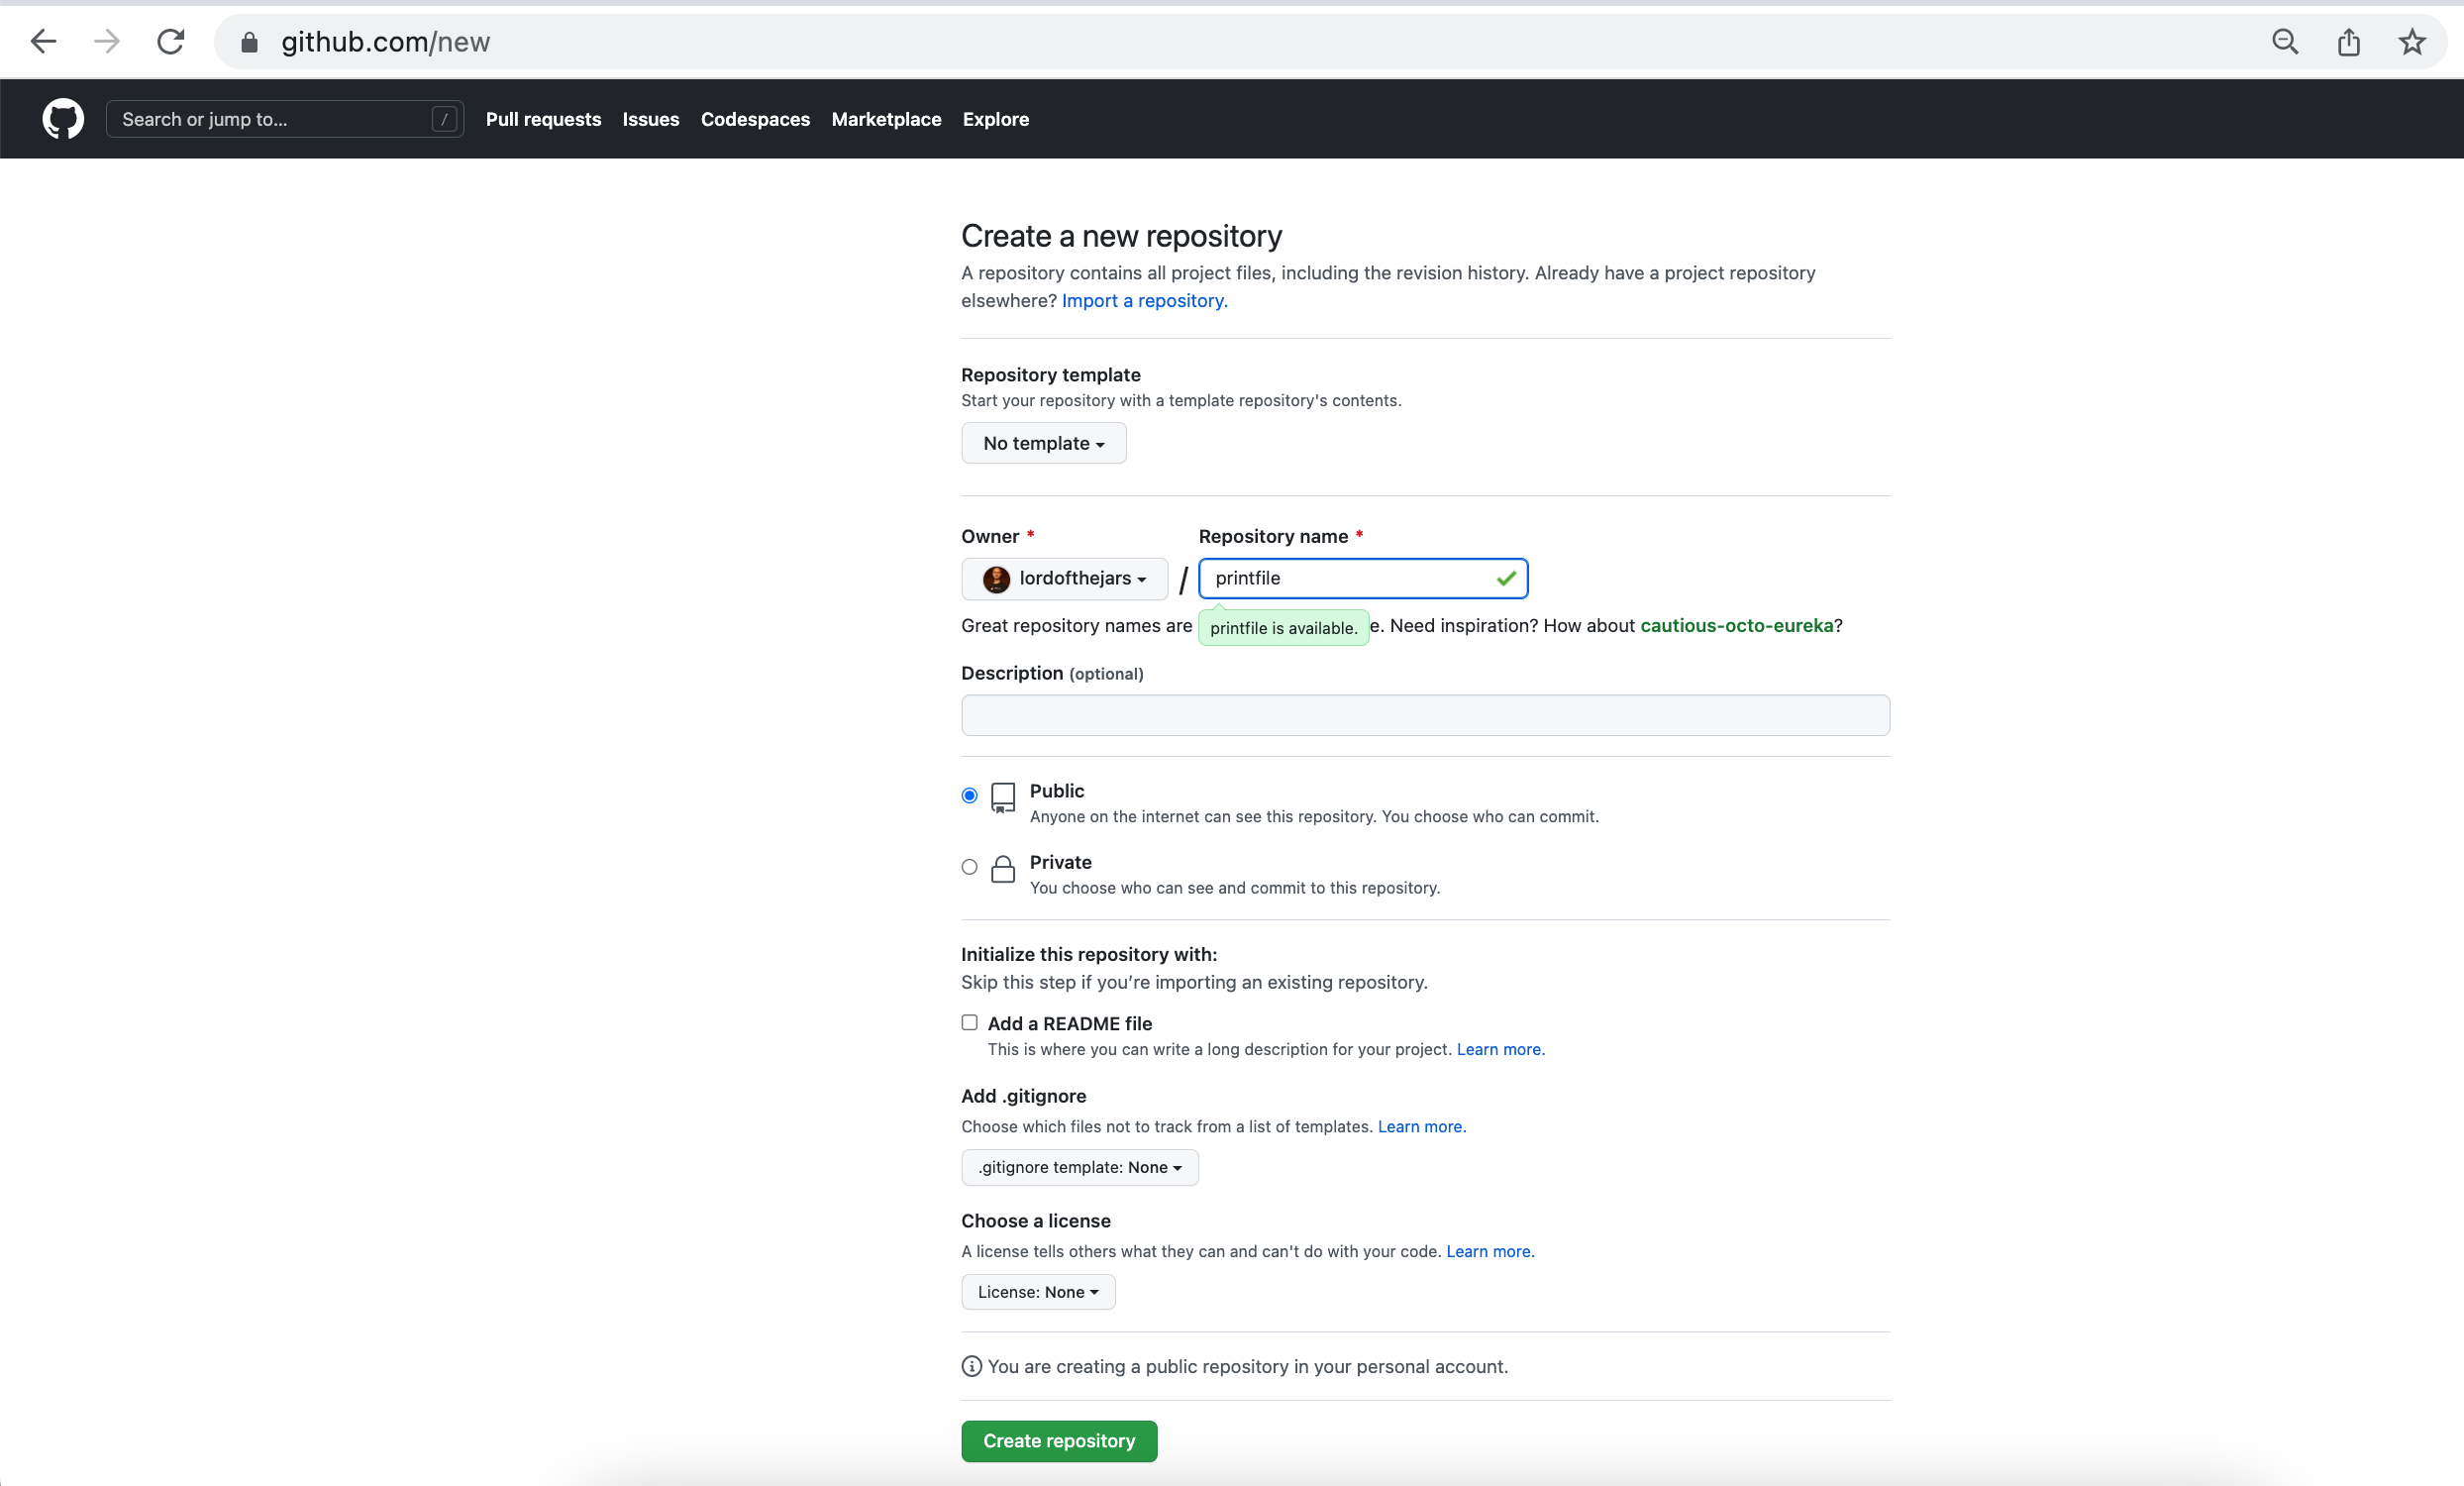 github.com/new
Search or jump to... /
Pull requests Issues Codespaces Marketplace Explore
Create a new repository
A repository contains all project files, including the revision history. Already have a project repository
elsewhere? Import a repository.
Repository template
Start your repository with a template repository's contents.
No template
Owner * Repository name *
lordofthejars / printfile
Great repository names are printfile is available. e. Need inspiration? How about cautious-octo-eureka?
Description (optional)
Public
Anyone on the internet can see this repository. You choose who can commit.
Private
You choose who can see and commit to this repository.
Initialize this repository with:
Skip this step if you’re importing an existing repository.
Add a README file
This is where you can write a long description for your project. Learn more.
Add .gitignore
Choose which files not to track from a list of templates. Learn more.
.gitignore template: None
Choose a license
A license tells others what they can and can't do with your code. Learn more.
License: None
You are creating a public repository in your personal account.
Create repository